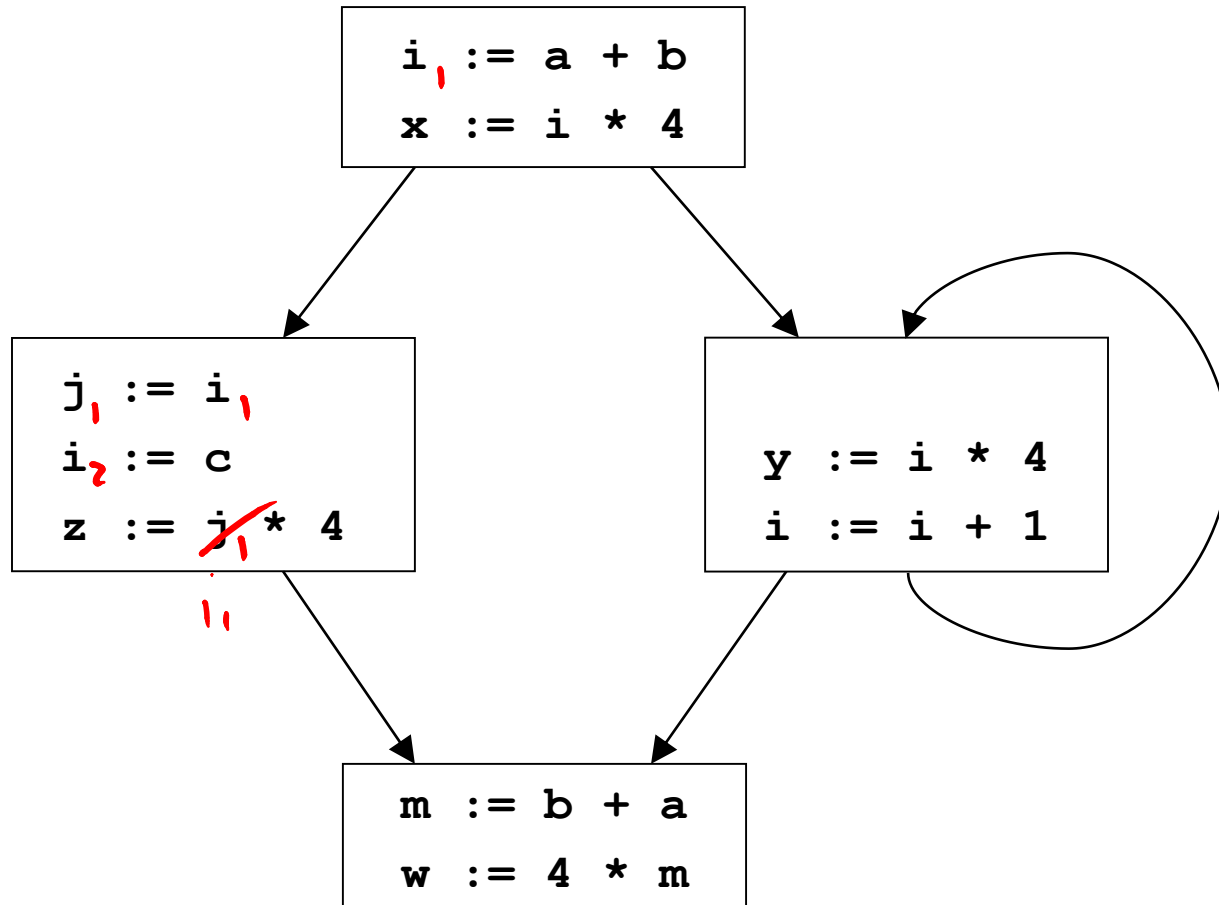 i₁ := a + b
x := i * 4
j₁ := i₁
i₂ := c
z := j₁ * 4
i₁
y := i * 4
i := i + 1
m := b + a
w := 4 * m